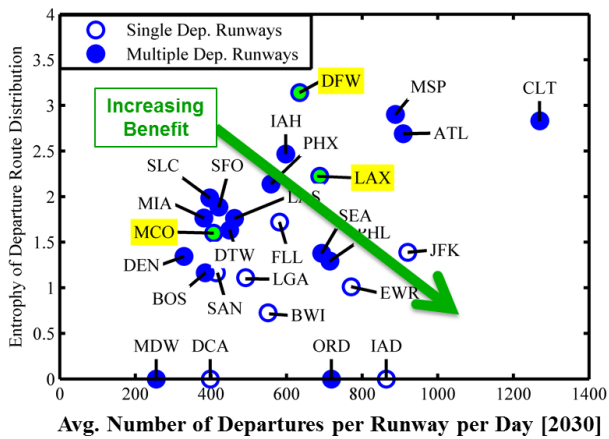 4
3.5
3
2.5
2
1.5
1
0.5
0
Entrophy of Departure Route Distribution
Single Dep. Runways
Multiple Dep. Runways
Increasing
Benefit
DFW
MSP
CLT
IAH
PHX
ATL
SLC
SFO
LAX
MIA
LAS
SEA
MCO
PHL
JFK
DEN
DTW
FLL
BOS
SAN
LGA
EWR
BWI
MDW
DCA
ORD
IAD
0
200
400
600
800
1000
1200
1400
Avg. Number of Departures per Runway per Day [2030]